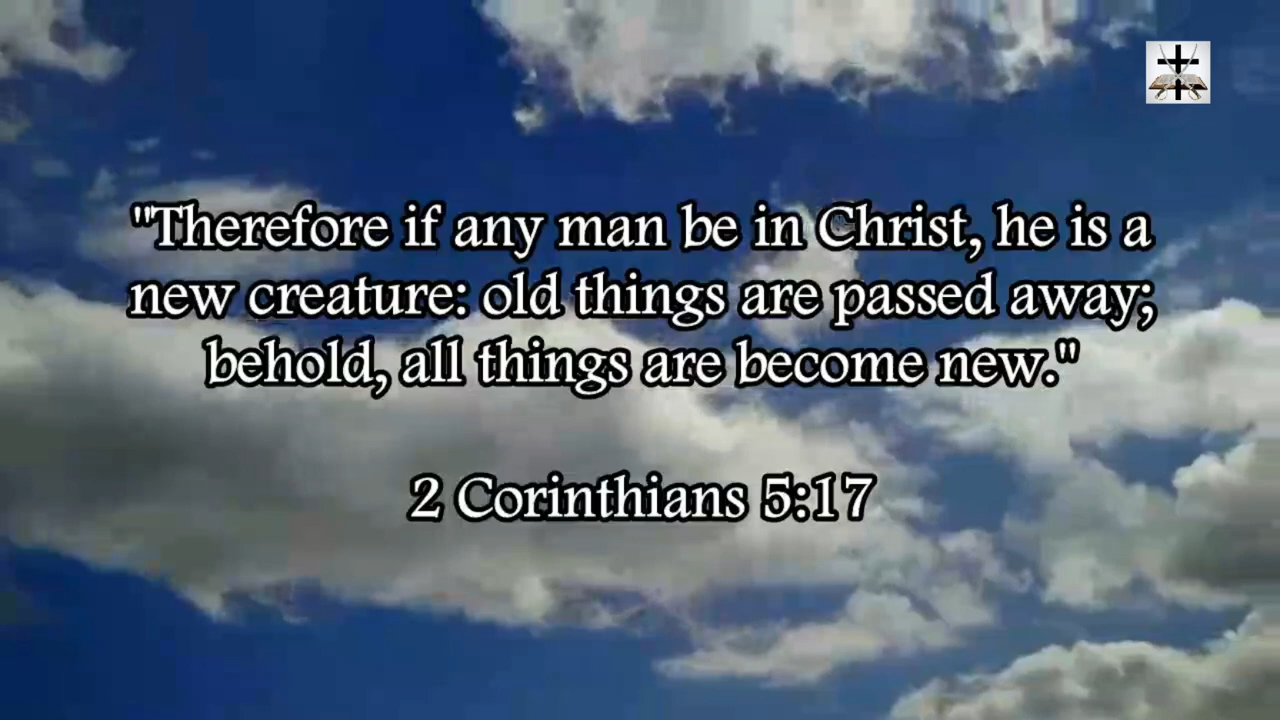 "Therefore if any man be in Christ, he is a
new creature: old things are passed away;
behold, all things are become new."
2 Corinthians 5:17